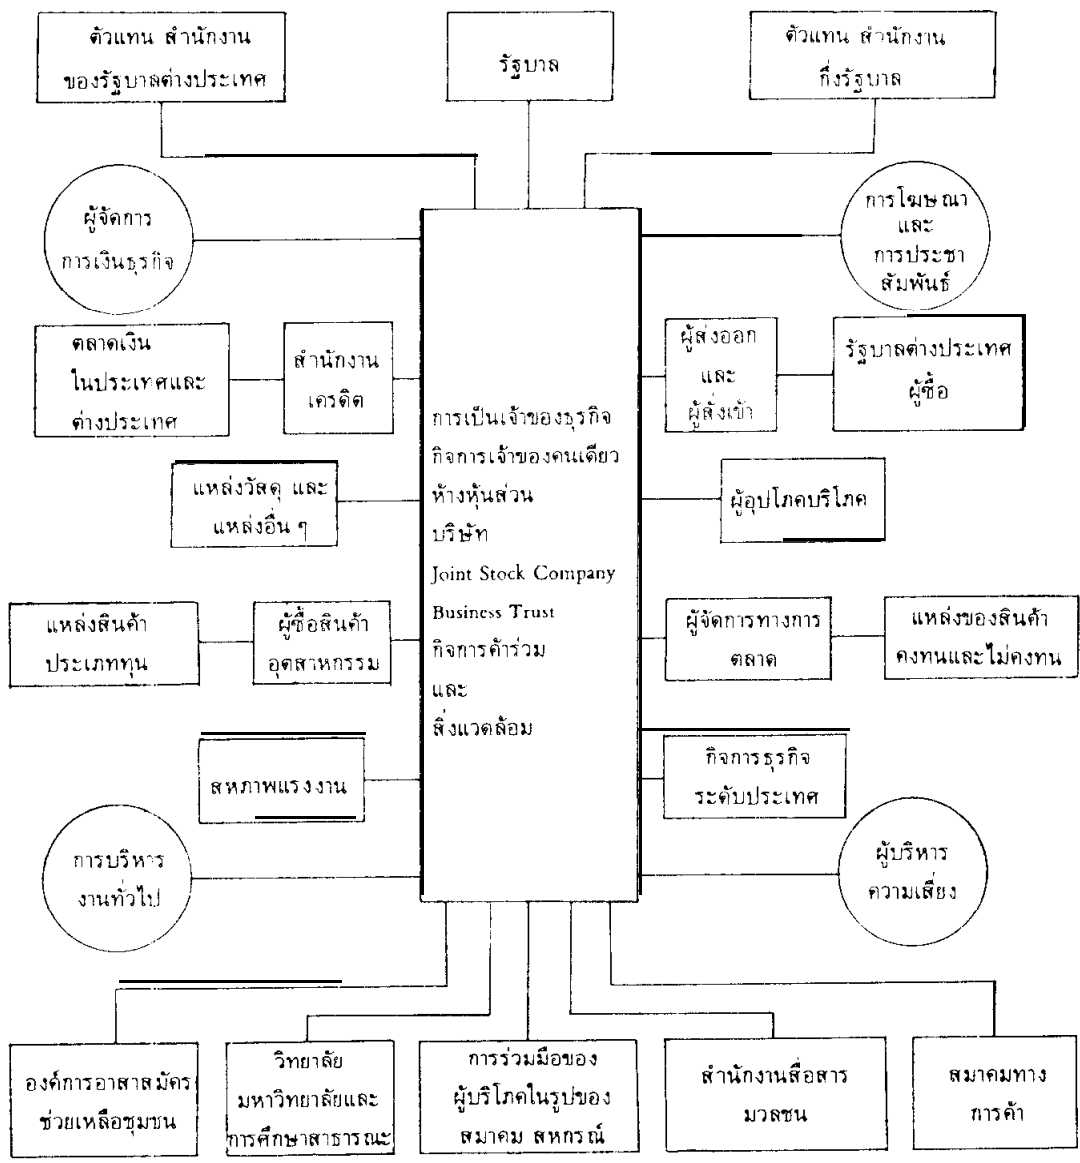 ตัวแทน สำนักงาน
ของรัฐบาลต่างประเทศ
รัฐบาล
ตัวแทน สำนักงาน
กึ่งรัฐบาล
ผู้จัดการ
การเงินธุรกิจ
การโฆษณา
และ
การประชา
สัมพันธ์
ตลาดเงิน
ในประเทศและ
ต่างประเทศ
สำนักงาน
เครดิต
ผู้ส่งออก
และ
ผู้สั่งเข้า
รัฐบาลต่างประเทศ
ผู้ซื้อ
การเป็นเจ้าของธุรกิจ
กิจการเจ้าของคนเดียว
ห้างหุ้นส่วน
บริษัท
Joint Stock Company
Business Trust
กิจการค้าร่วม
และ
สิ่งแวดล้อม
แหล่งวัสดุ และ
แหล่งอื่น ๆ
ผู้อุปโภคบริโภค
แหล่งสินค้า
ประเภททุน
ผู้ซื้อสินค้า
อุตสาหกรรม
ผู้จัดการทางการ
ตลาด
แหล่งของสินค้า
คงทนและไม่คงทน
สหภาพแรงงาน
กิจการธุรกิจ
ระดับประเทศ
การบริหาร
งานทั่วไป
ผู้บริหาร
ความเสี่ยง
องค์การอาสาสมัคร
ช่วยเหลือชุมชน
วิทยาลัย
มหาวิทยาลัยและ
การศึกษาสาธารณะ
การร่วมมือของ
ผู้บริโภคในรูปของ
สมาคม สหกรณ์
สำนักงานสื่อสาร
มวลชน
สมาคมทาง
การค้า